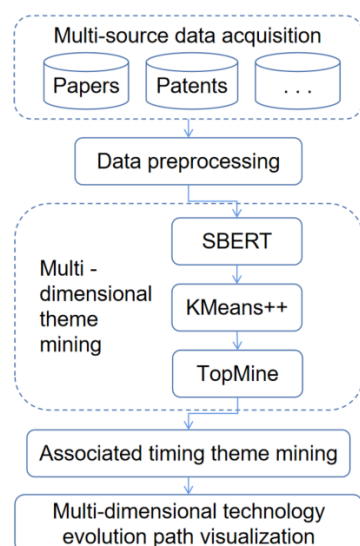 Multi-source data acquisition
Papers
Patents
. . .
Data preprocessing
Multi -
dimensional
theme
mining
SBERT
KMeans++
TopMine
Associated timing theme mining
Multi-dimensional technology
evolution path visualization